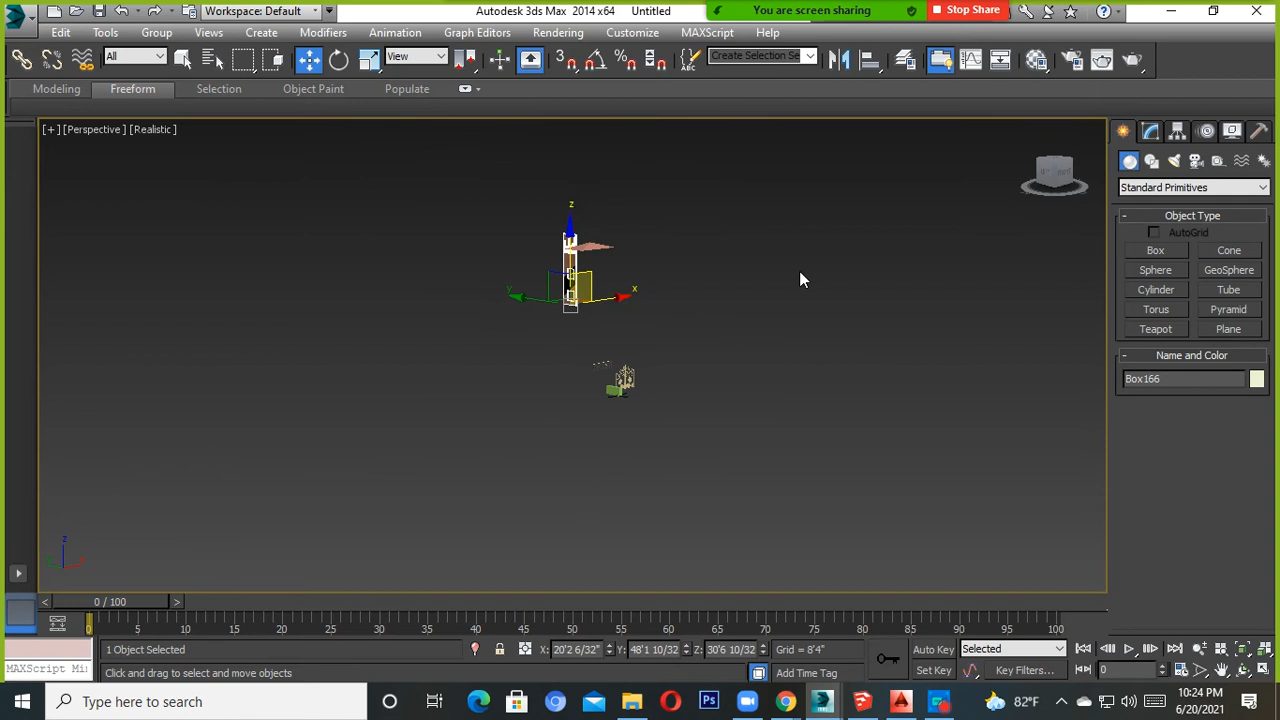 Workspace: Default
Autodesk 3ds Max 2014 x64 Untitled
You are screen sharing
Stop Share
Edit Tools Group Views Create Modifiers Animation Graph Editors Rendering Customize MAXScript Help
All
View
3
Create Selection Se
Modeling Freeform Selection Object Paint Populate
[+] [Perspective] [Realistic]
Standard Primitives
- Object Type
AutoGrid
Box Cone
Sphere GeoSphere
Cylinder Tube
Torus Pyramid
Teapot Plane
- Name and Color
Box166
z
y
x
z
< 0 / 100 >
0 5 10 15 20 25 30 35 40 45 50 55 60 65 70 75 80 85 90 95 100
1 Object Selected
X: 20'2 6/32" Y: 48'1 10/32 Z: 30'6 10/32 Grid = 8'4"
Auto Key Selected
MAXScript Mi
Click and drag to select and move objects
Add Time Tag
Set Key Key Filters...
0
Type here to search
Ps
82°F
10:24 PM
6/20/2021